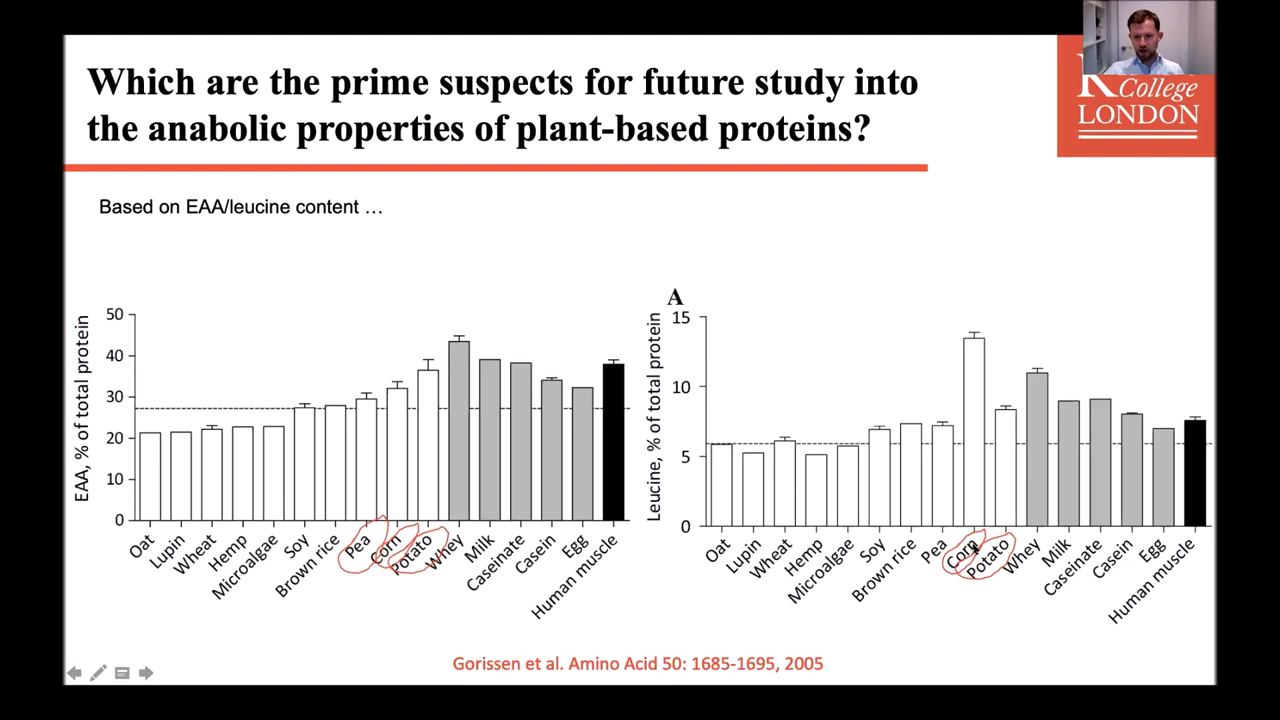 Which are the prime suspects for future study into
the anabolic properties of plant-based proteins?
College
LONDON
Based on EAA/leucine content …
EAA, % of total protein
50
40
30
20
10
0
Oat
Lupin
Wheat
Hemp
Microalgae
Soy
Brown rice
Pea
Corn
Potato
Whey
Milk
Caseinate
Casein
Egg
Human muscle
A
Leucine, % of total protein
15
10
5
0
Oat
Lupin
Wheat
Hemp
Microalgae
Soy
Brown rice
Pea
Corn
Potato
Whey
Milk
Caseinate
Casein
Egg
Human muscle
Gorissen et al. Amino Acid 50: 1685-1695, 2005